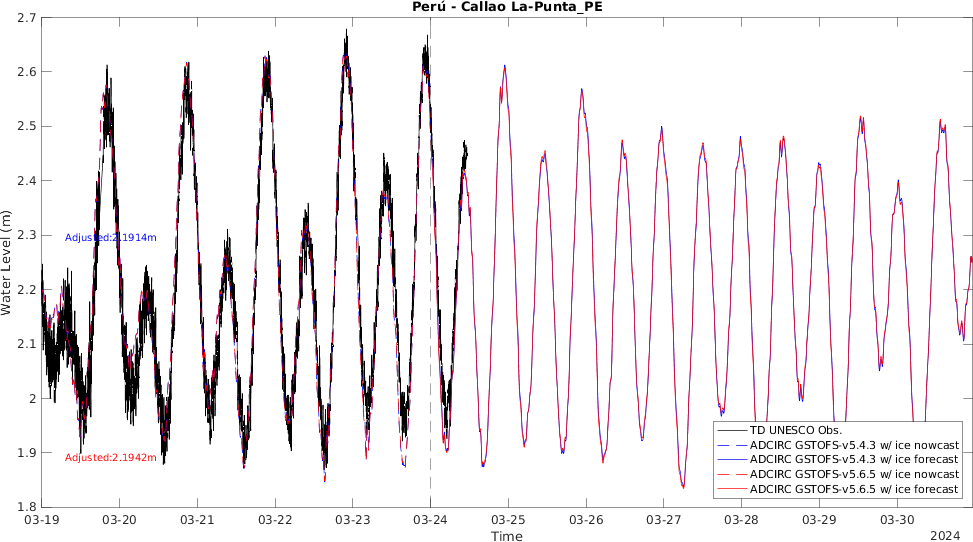 Perú - Callao La-Punta_PE
2.7
2.6
2.5
2.4
2.3
2.2
2.1
2
1.9
1.8
Water Level (m)
Adjusted:2.1914m
Adjusted:2.1942m
TD UNESCO Obs.
ADCIRC GSTOFS-v5.4.3 w/ ice nowcast
ADCIRC GSTOFS-v5.4.3 w/ ice forecast
ADCIRC GSTOFS-v5.6.5 w/ ice nowcast
ADCIRC GSTOFS-v5.6.5 w/ ice forecast
03-19 03-20 03-21 03-22 03-23 03-24 03-25 03-26 03-27 03-28 03-29 03-30
Time
2024